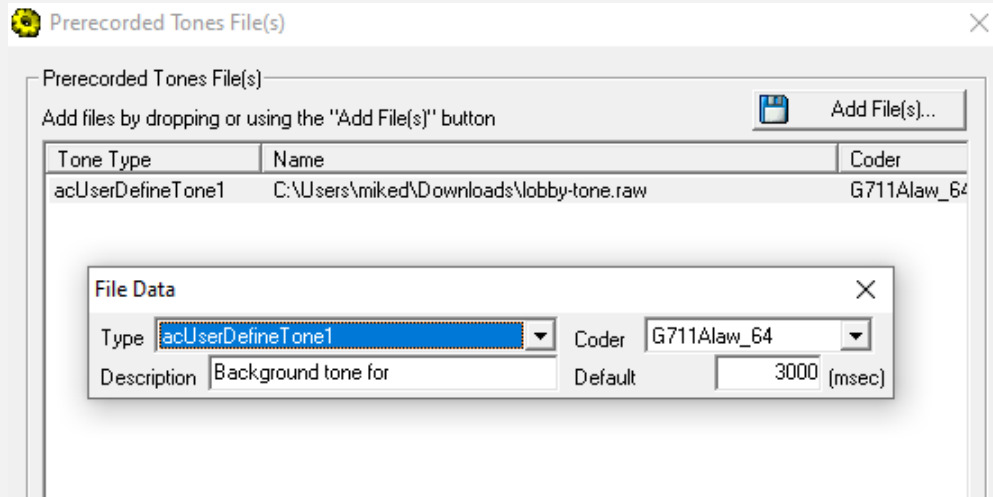 Prerecorded Tones File(s)
Prerecorded Tones File(s)
Add files by dropping or using the "Add File(s)" button
Add File(s)...
Tone Type Name Coder
acUserDefineTone1 C:\Users\miked\Downloads\lobby-tone.raw G711Alaw_64
File Data
Type acUserDefineTone1 Coder G711Alaw_64
Description Background tone for Default 3000 (msec)